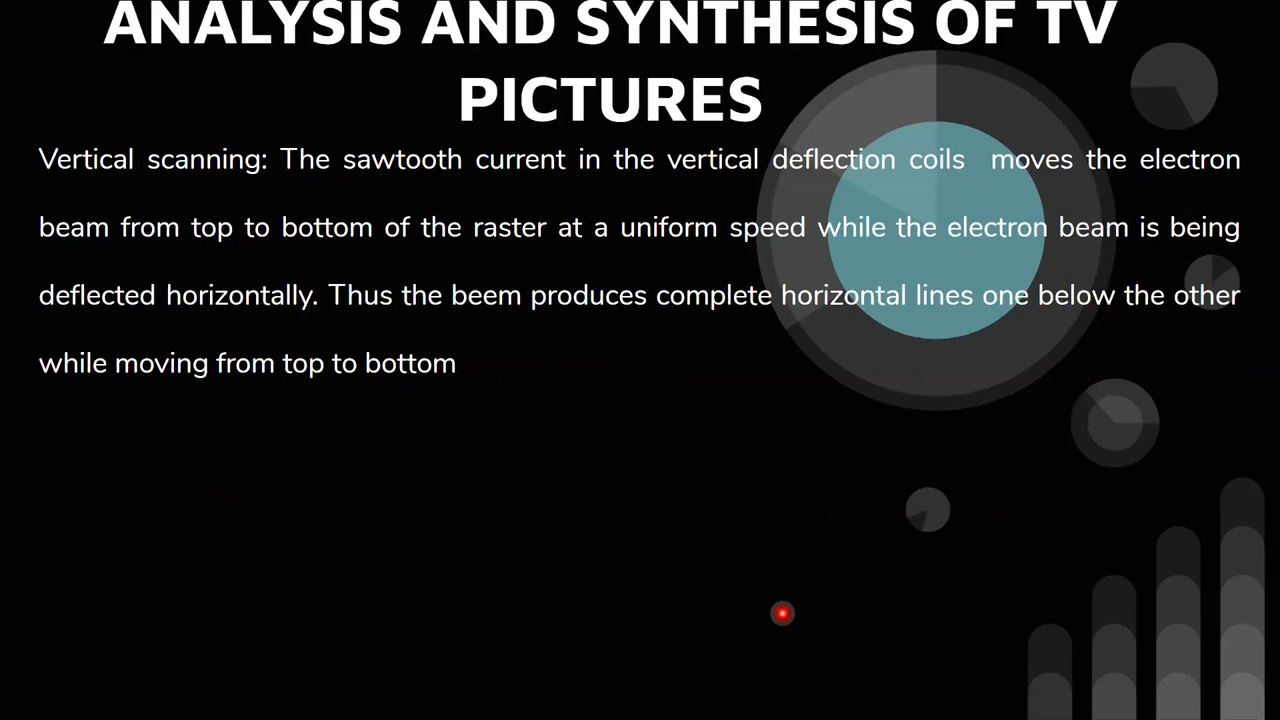 ANALYSIS AND SYNTHESIS OF TV
PICTURES
Vertical scanning: The sawtooth current in the vertical deflection coils moves the electron
beam from top to bottom of the raster at a uniform speed while the electron beam is being
deflected horizontally. Thus the beem produces complete horizontal lines one below the other
while moving from top to bottom